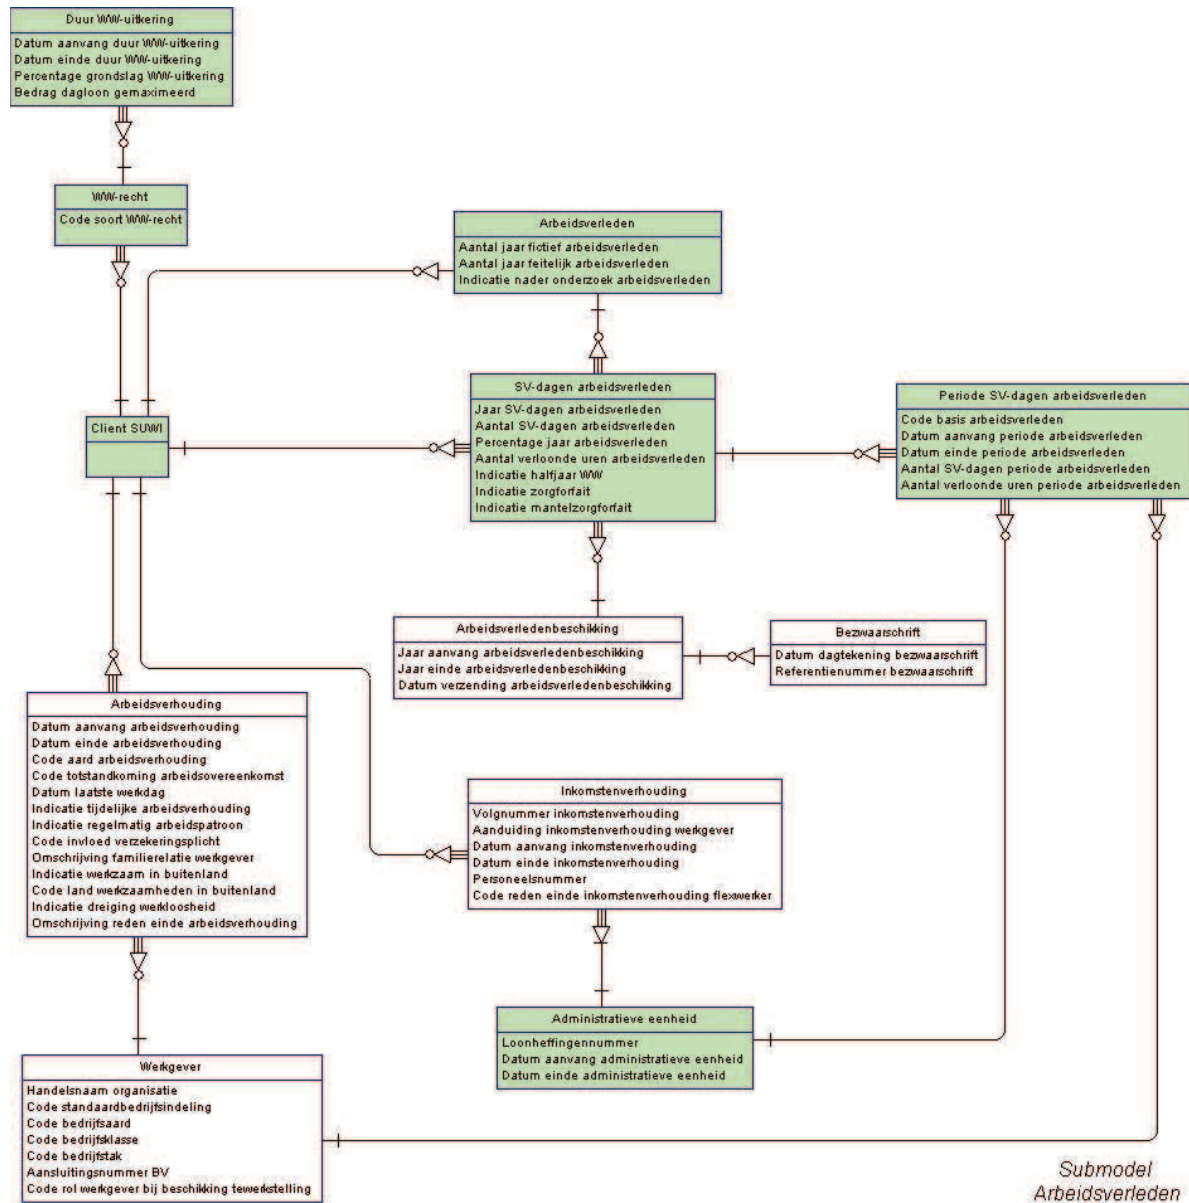 Duur WW-uitkering
Datum aanvang duur WW-uitkering
Datum einde duur WW-uitkering
Percentage grondslag WW-uitkering
Bedrag dagloon gemaximeerd
WW-recht
Code soort WW-recht
Arbeidsverleden
Aantal jaar fictief arbeidsverleden
Aantal jaar feitelijk arbeidsverleden
Indicatie nader onderzoek arbeidsverleden
SV-dagen arbeidsverleden
Jaar SV-dagen arbeidsverleden
Aantal SV-dagen arbeidsverleden
Percentage jaar arbeidsverleden
Aantal verloonde uren arbeidsverleden
Indicatie halfjaar WW
Indicatie zorgforfait
Indicatie mantelzorgforfait
Periode SV-dagen arbeidsverleden
Code basis arbeidsverleden
Datum aanvang periode arbeidsverleden
Datum einde periode arbeidsverleden
Aantal SV-dagen periode arbeidsverleden
Aantal verloonde uren periode arbeidsverleden
Client SUWI
Arbeidsverledenbeschikking
Jaar aanvang arbeidsverledenbeschikking
Jaar einde arbeidsverledenbeschikking
Datum verzending arbeidsverledenbeschikking
Bezwaarschrift
Datum dagtekening bezwaarschrift
Referentienummer bezwaarschrift
Arbeidsverhouding
Datum aanvang arbeidsverhouding
Datum einde arbeidsverhouding
Code aard arbeidsverhouding
Code totstandkoming arbeidsovereenkomst
Datum laatste werkdag
Indicatie tijdelijke arbeidsverhouding
Indicatie regelmatig arbeidspatroon
Code invloed verzekeringsplicht
Omschrijving familierelatie werkgever
Indicatie werkzaam in buitenland
Code land werkzaamheden in buitenland
Indicatie dreiging werkloosheid
Omschrijving reden einde arbeidsverhouding
Inkomstenverhouding
Volgnummer inkomstenverhouding
Aanduiding inkomstenverhouding werkgever
Datum aanvang inkomstenverhouding
Datum einde inkomstenverhouding
Personeelsnummer
Code reden einde inkomstenverhouding flexwerker
Administratieve eenheid
Loonheffingennummer
Datum aanvang administratieve eenheid
Datum einde administratieve eenheid
Werkgever
Handelsnaam organisatie
Code standaardbedrijfsindeling
Code bedrijfsaard
Code bedrijfsklasse
Code bedrijfstak
Aansluitingsnummer BV
Code rol werkgever bij beschikking tewerkstelling
Submodel
Arbeidsverleden